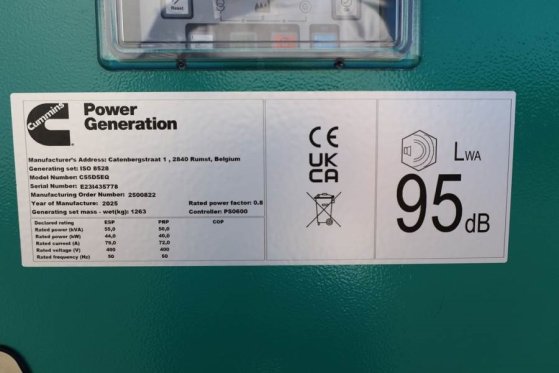 Reset
Cummins
Power
Generation
Manufacturer's Address: Catenbergstraat 1 , 2840 Rumst, Belgium
Generating set: ISO 8528
Model Number: C55D5EQ
Serial Number: E23I435778
Manufacturing Order Number: 2500822
Year of Manufacture: 2025 Rated power factor: 0.8
Generating set mass - wet(kg): 1263 Controller: PS0600
Declared rating ESP PRP COP
Rated power (kVA) 55,0 50,0
Rated power (kW) 44,0 40,0
Rated current (A) 79,0 72,0
Rated voltage (V) 400 400
Rated frequency (Hz) 50 50
CE
UK
CA
LWA
95 dB